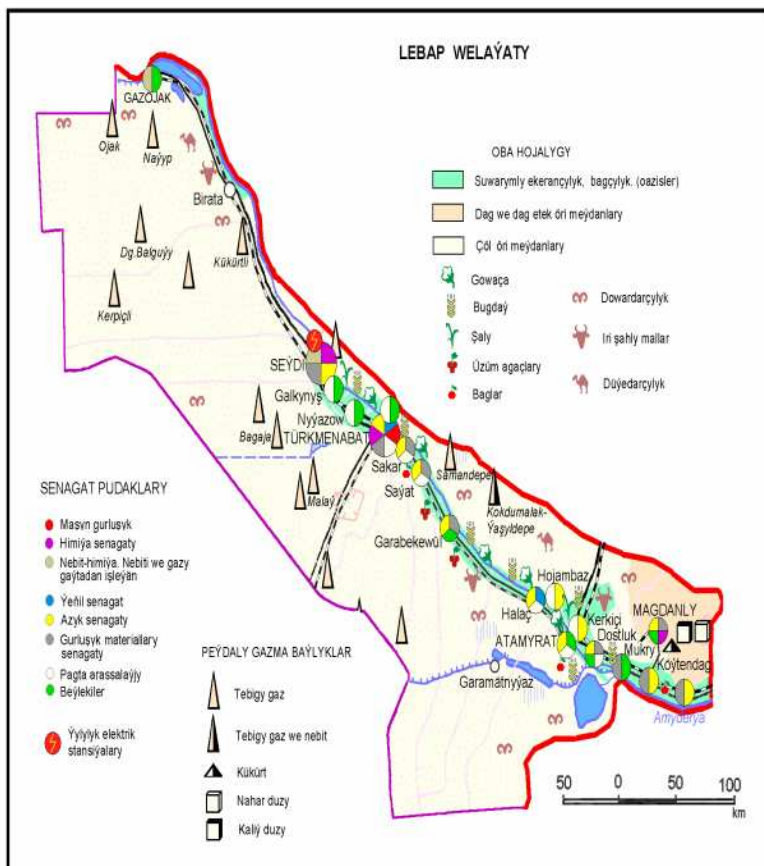 LEBAP WELAÝATY
GAZOJAK
Ojak
Naýyp
Birata
Dg.Balguýy
Kükürtli
Kerpiçli
SEÝDI
Galkynyş
Nyýazow
TÜRKMENABAT
Bagaja
Sakar
Saýat
Malaý
Samandepe
Kokdumalak-
Ýaşyldepe
Garabekewül
Hojambaz
Halaç
Kerkiçi
MAGDANLY
Dostluk
ATAMYRAT
Mukry
Köýtendag
Garamatnyýaz
Amyderýa
OBA HOJALYGY
Suwarymly ekerançylyk, bagçylyk. (oazisler)
Dag we dag etek öri meýdanlary
Çöl öri meýdanlary
Gowaça
Bugdaý
Şaly
Üzüm agaçlary
Baglar
Dowardarçylyk
Iri şahly mallar
Düýedarçylyk
SENAGAT PUDAKLARY
Maşyn gurluşyk
Himiýa senagaty
Nebit-himiýa. Nebiti we gazy
gaýtadan işleýän
Ýeňil senagat
Azyk senagaty
Gurluşyk materiallary
senagaty
Pagta arassalaýjy
Beýlekiler
Ýylylyk elektrik
stansiýalary
PEÝDALY GAZMA BAÝLYKLAR
Tebigy gaz
Tebigy gaz we nebit
Kükürt
Nahar duzy
Kaliý duzy
50 0 50 100
km